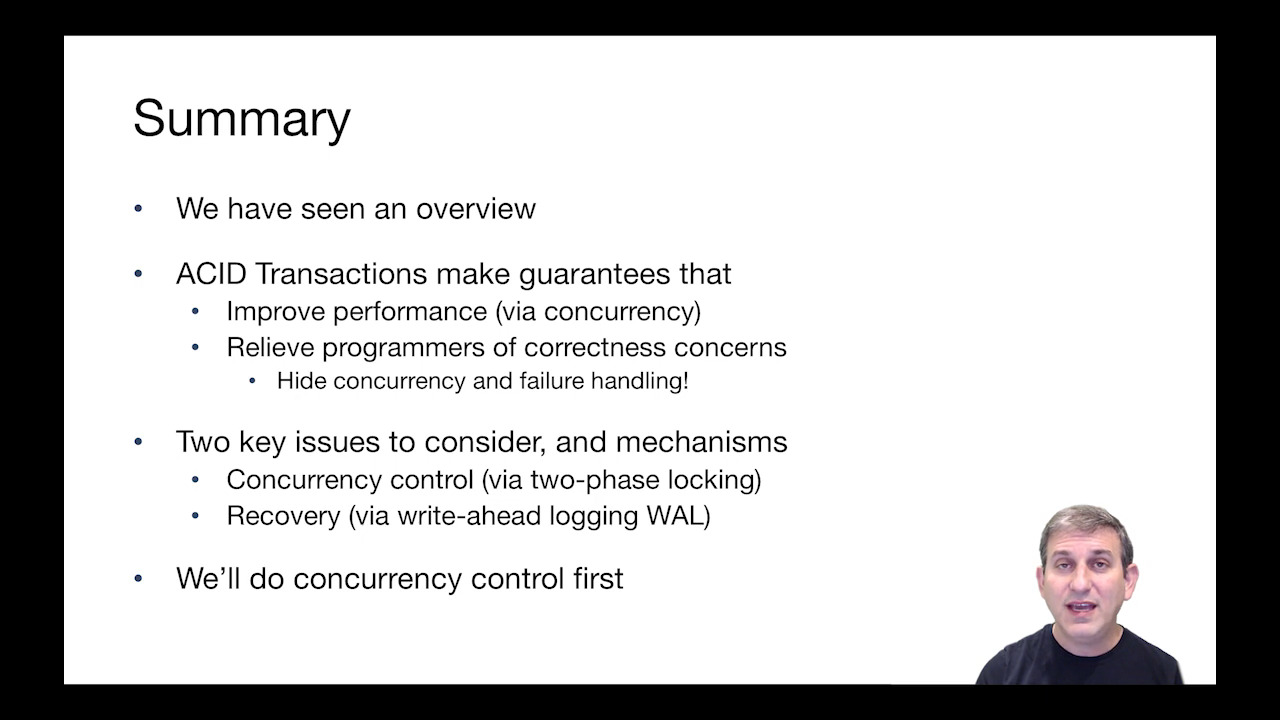 Summary
• We have seen an overview
• ACID Transactions make guarantees that
• Improve performance (via concurrency)
• Relieve programmers of correctness concerns
• Hide concurrency and failure handling!
• Two key issues to consider, and mechanisms
• Concurrency control (via two-phase locking)
• Recovery (via write-ahead logging WAL)
• We’ll do concurrency control first